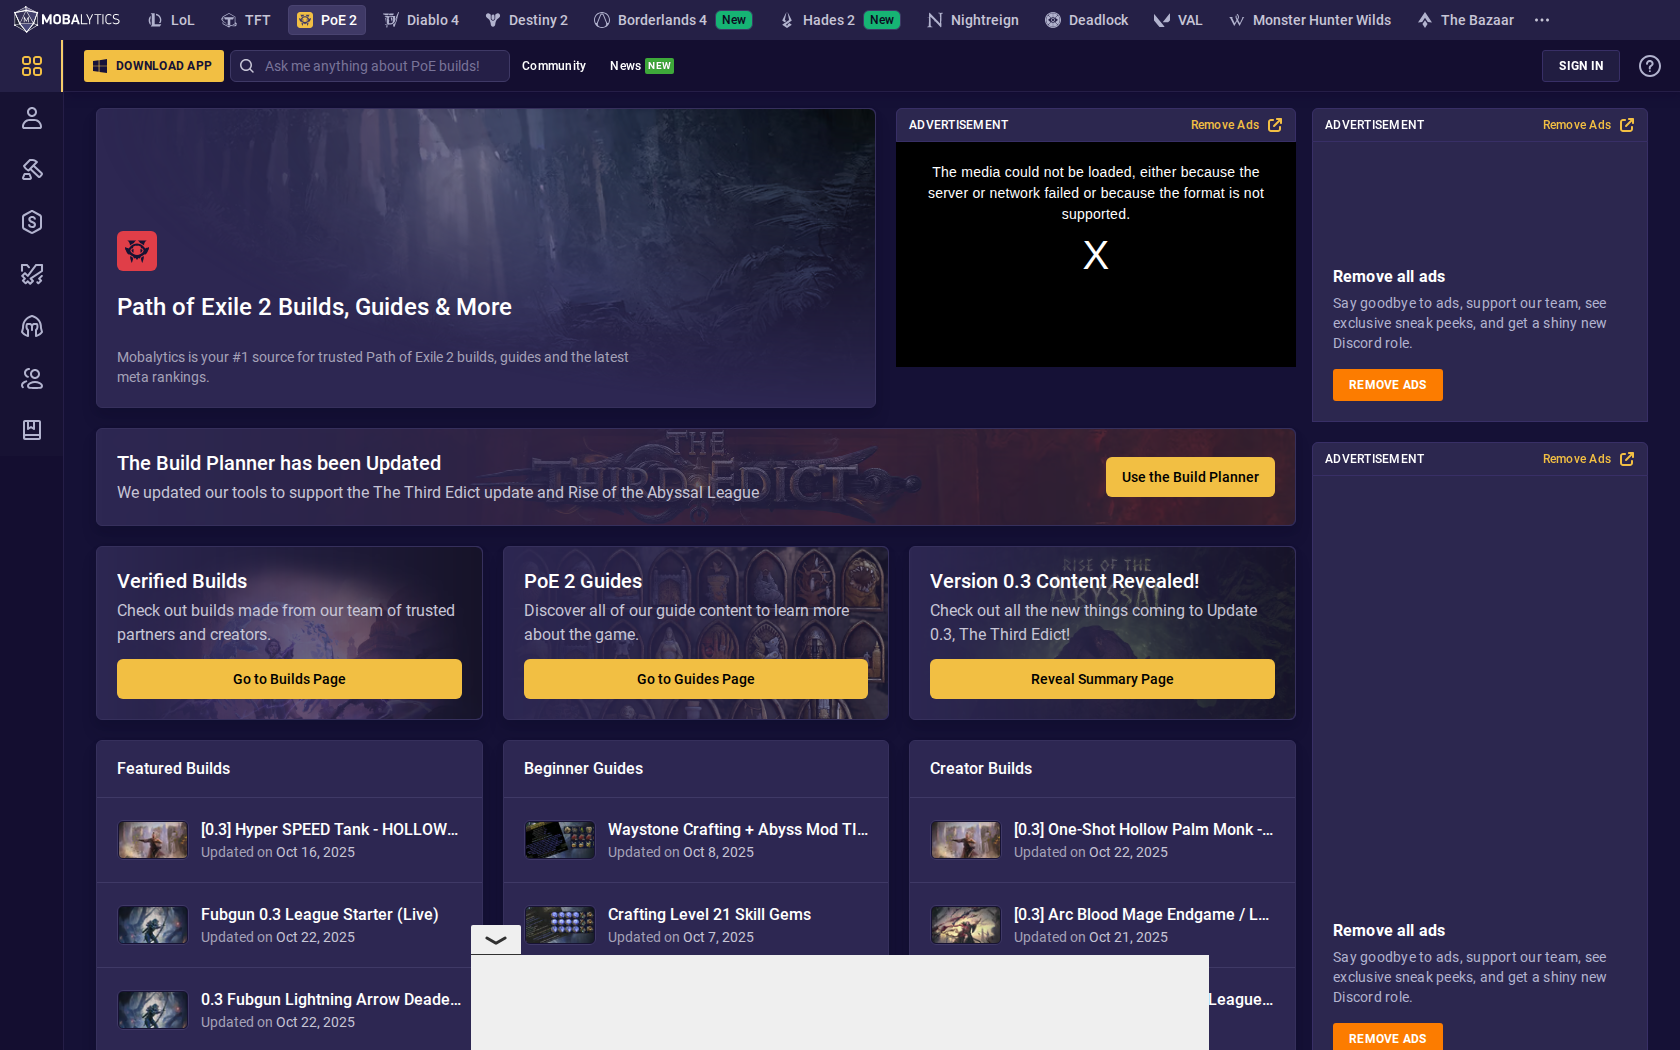 MOBALYTICS
LoL
TFT
PoE 2
Diablo 4
Destiny 2
Borderlands 4
New
Hades 2
New
Nightreign
Deadlock
VAL
Monster Hunter Wilds
The Bazaar
DOWNLOAD APP
Ask me anything about PoE builds!
Community
News NEW
SIGN IN
Path of Exile 2 Builds, Guides & More
Mobalytics is your #1 source for trusted Path of Exile 2 builds, guides and the latest
meta rankings.
ADVERTISEMENT
Remove Ads
The media could not be loaded, either because the
server or network failed or because the format is not
supported.
X
ADVERTISEMENT
Remove Ads
Remove all ads
Say goodbye to ads, support our team, see
exclusive sneak peeks, and get a shiny new
Discord role.
REMOVE ADS
THE
THIRD EDICT
The Build Planner has been Updated
We updated our tools to support the The Third Edict update and Rise of the Abyssal League
Use the Build Planner
ADVERTISEMENT
Remove Ads
Remove all ads
Say goodbye to ads, support our team, see
exclusive sneak peeks, and get a shiny new
Discord role.
REMOVE ADS
Verified Builds
Check out builds made from our team of trusted
partners and creators.
Go to Builds Page
PoE 2 Guides
Discover all of our guide content to learn more
about the game.
Go to Guides Page
RISE OF THE
ABYSSAL
Version 0.3 Content Revealed!
Check out all the new things coming to Update
0.3, The Third Edict!
Reveal Summary Page
Featured Builds
[0.3] Hyper SPEED Tank - HOLLOW...
Updated on Oct 16, 2025
Fubgun 0.3 League Starter (Live)
Updated on Oct 22, 2025
0.3 Fubgun Lightning Arrow Deade...
Updated on Oct 22, 2025
Beginner Guides
Waystone Crafting + Abyss Mod Tl...
Updated on Oct 8, 2025
Crafting Level 21 Skill Gems
Updated on Oct 7, 2025
Creator Builds
[0.3] One-Shot Hollow Palm Monk -...
Updated on Oct 22, 2025
[0.3] Arc Blood Mage Endgame / L...
Updated on Oct 21, 2025
League...